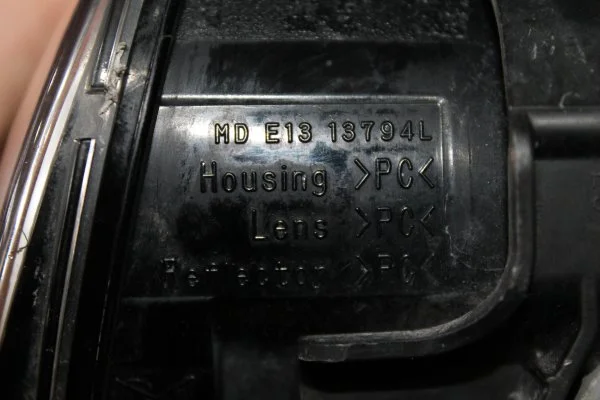 MD E13 13794L
Housing >PC<
Lens >PC<
Reflector >PC<